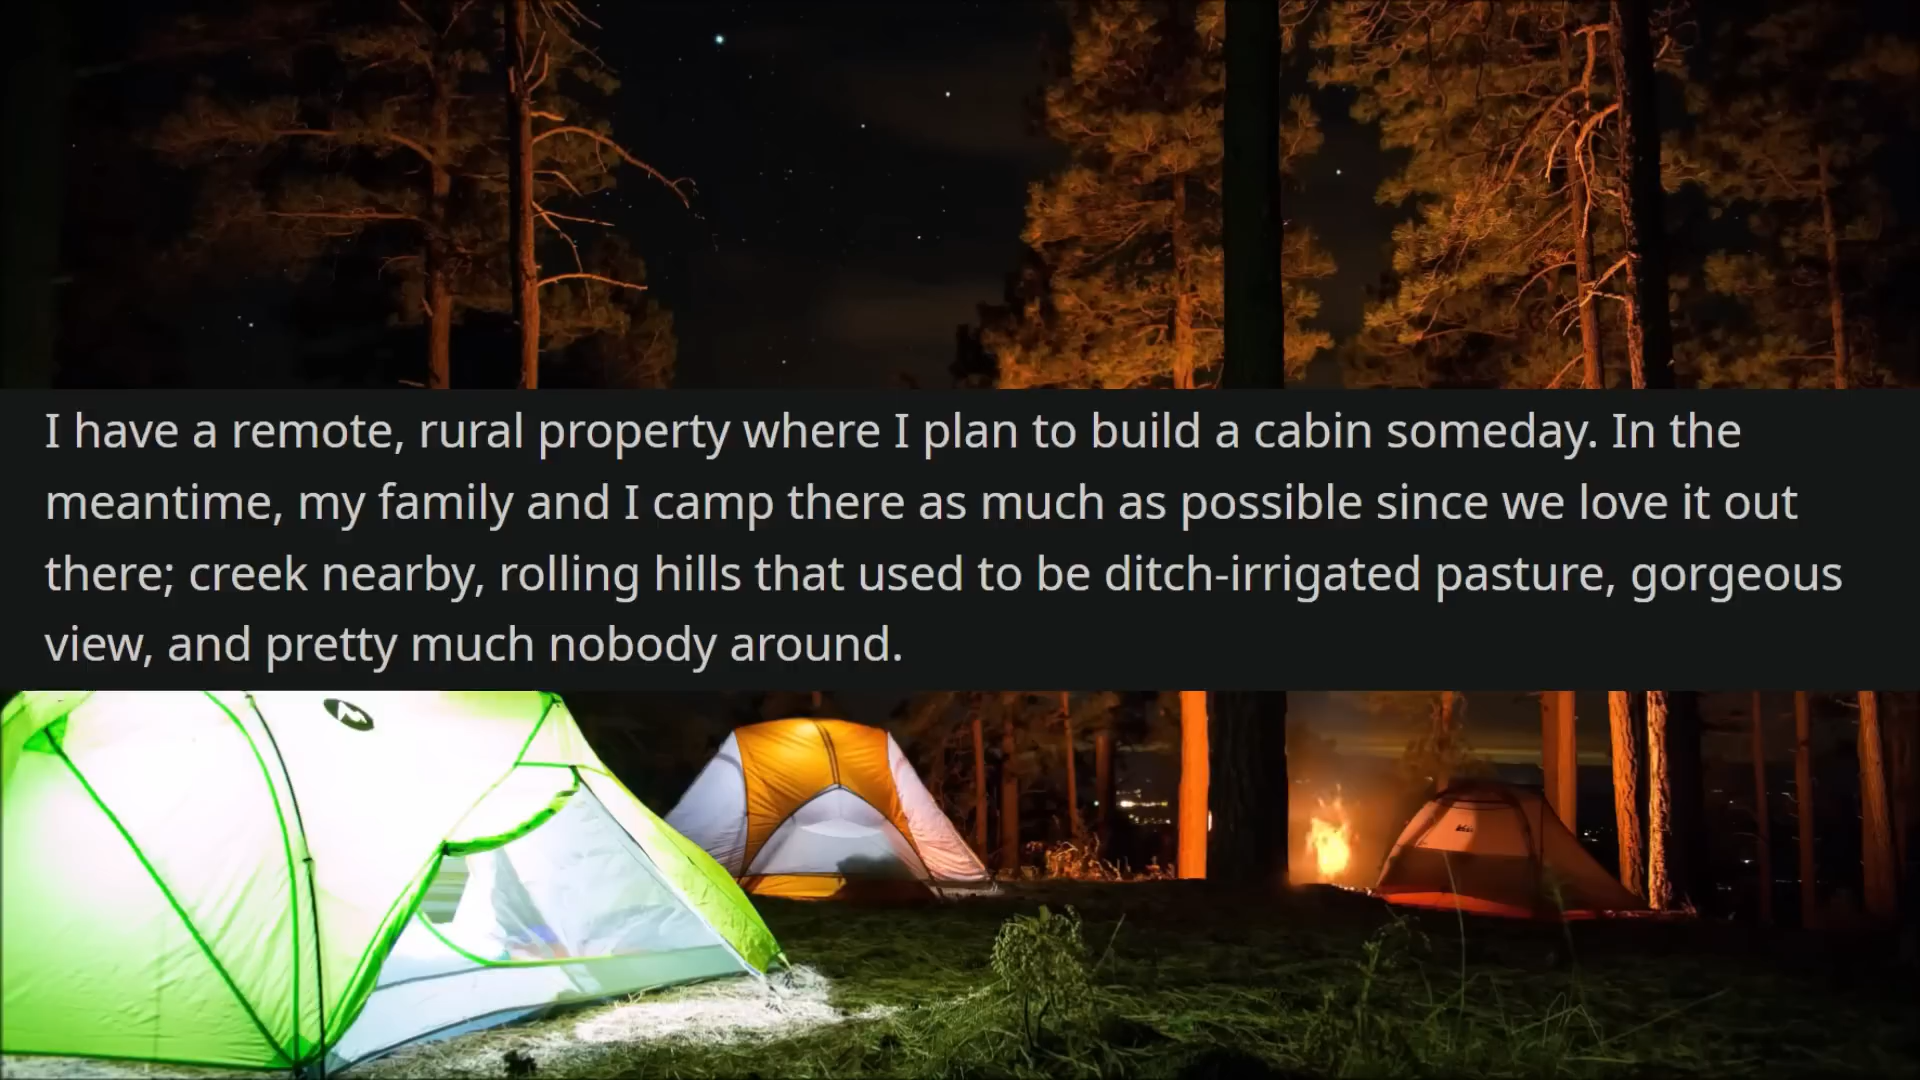 I have a remote, rural property where I plan to build a cabin someday. In the
meantime, my family and I camp there as much as possible since we love it out
there; creek nearby, rolling hills that used to be ditch-irrigated pasture, gorgeous
view, and pretty much nobody around.